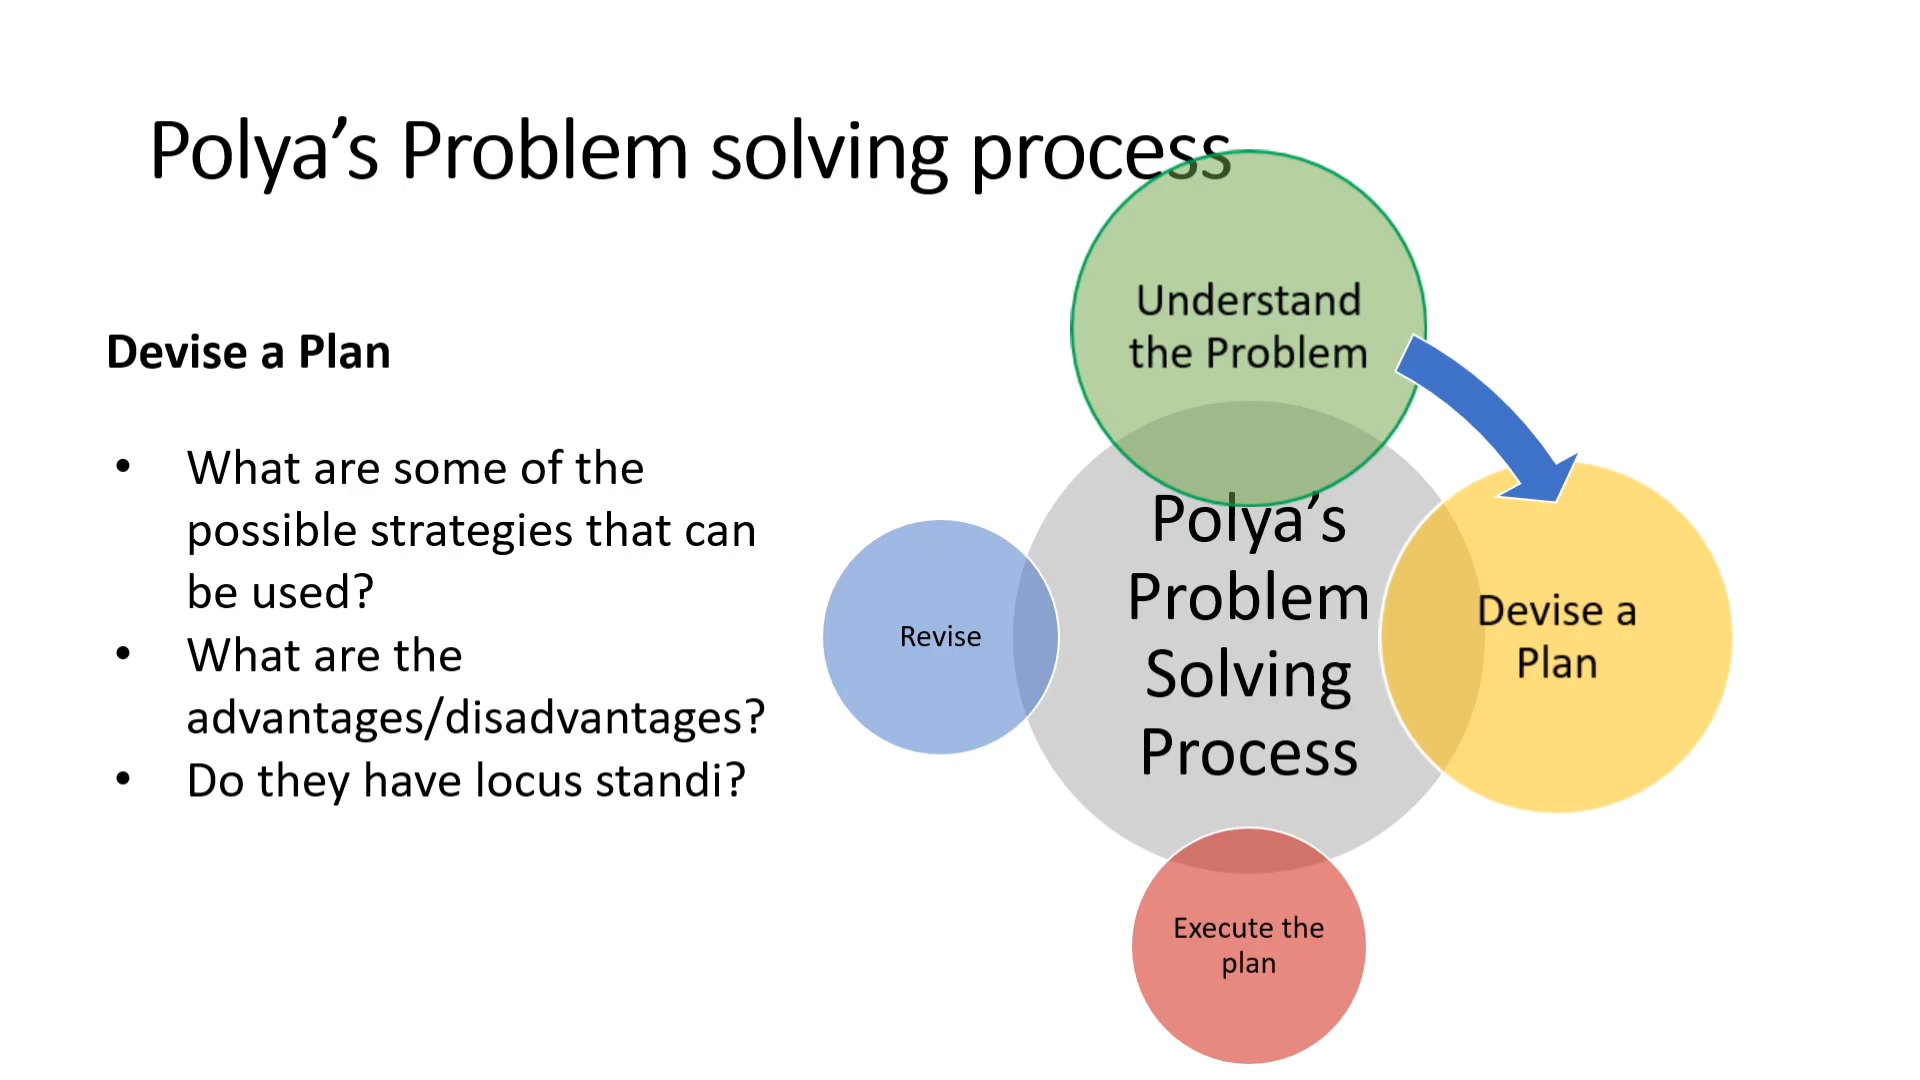 Polya’s Problem solving process
Devise a Plan
• What are some of the
possible strategies that can
be used?
• What are the
advantages/disadvantages?
• Do they have locus standi?
Understand
the Problem
Polya’s
Problem
Solving
Process
Devise a
Plan
Execute the
plan
Revise